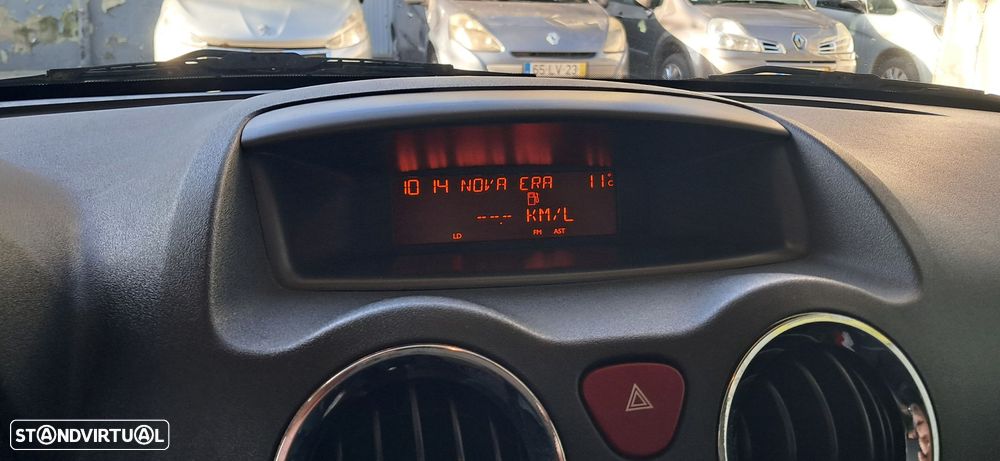 55 LV 23
10 14 NOVA ERA 11°C
--.- KM/L
LD FM AST
STANDVIRTUAL